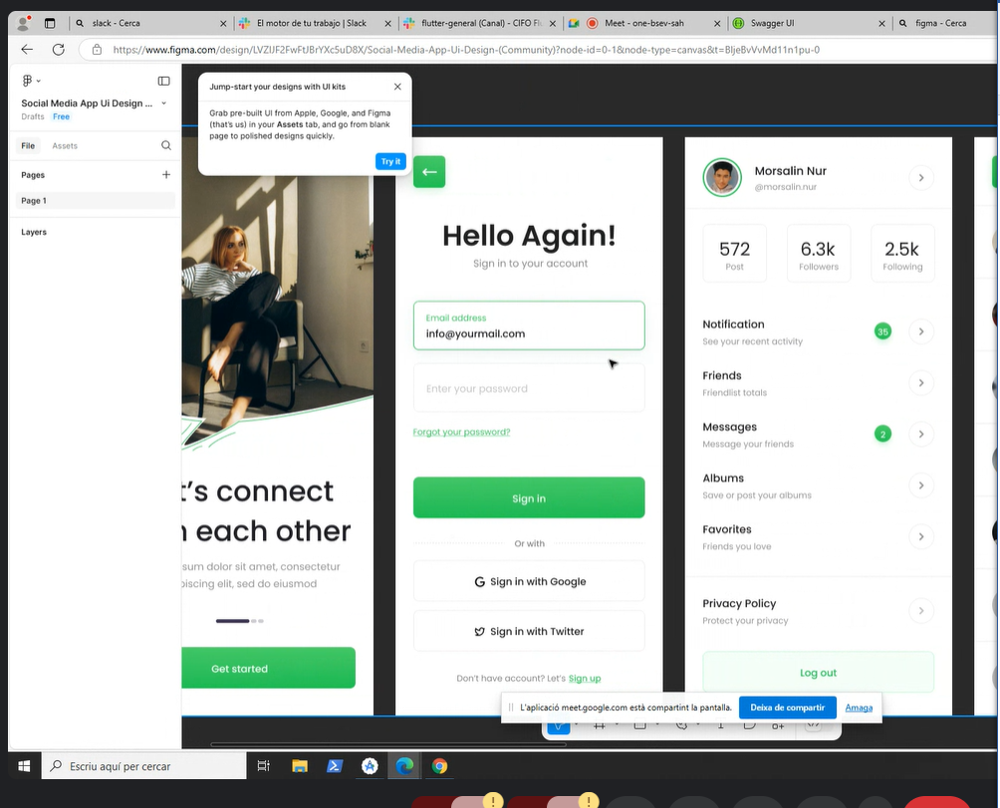 slack - Cerca
El motor de tu trabajo | Slack
flutter-general (Canal) - CIFO Fl
Meet - one-bsev-sah
Swagger UI
figma - Cerca
https://www.figma.com/design/LVZIJF2FwFtJBrYXc5uD8X/Social-Media-App-Ui-Design-(Community)?node-id=0-1&node-type=canvas&t=BIjeBvVvMd11n1pu-0
Social Media App Ui Design ...
Drafts Free
File Assets
Pages
Page 1
Layers
Jump-start your designs with UI kits
Grab pre-built UI from Apple, Google, and Figma
(that's us) in your Assets tab, and go from blank
page to polished designs quickly.
Try it
t's connect
each other
sum dolor sit amet, consectetur
piscing elit, sed do eiusmod
Get started
Hello Again!
Sign in to your account
Email address
info@yourmail.com
Enter your password
Forgot your password?
Sign in
Or with
Sign in with Google
Sign in with Twitter
Don't have account? Let's Sign up
Morsalin Nur
@morsalin.nur
572
Post
6.3k
Followers
2.5k
Following
Notification
See your recent activity
35
Friends
Friendlist totals
Messages
Message your friends
2
Albums
Save or post your albums
Favorites
Friends you love
Privacy Policy
Protect your privacy
Log out
L'aplicació meet.google.com està compartint la pantalla.
Deixa de compartir
Amaga
Escriu aquí per cercar